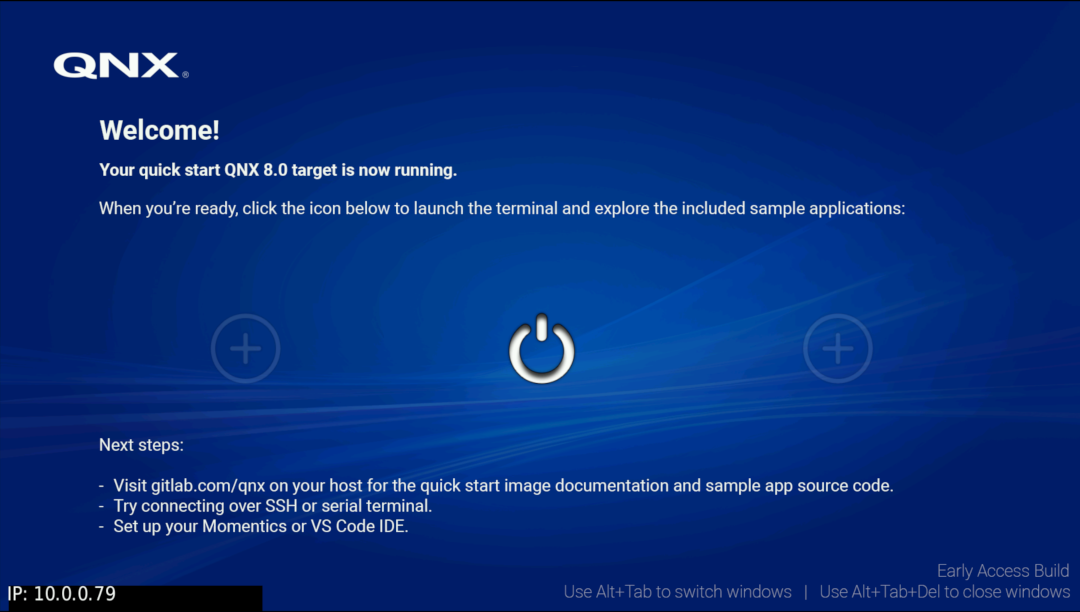 QNX®
Welcome!
Your quick start QNX 8.0 target is now running.
When you’re ready, click the icon below to launch the terminal and explore the included sample applications:
Next steps:
- Visit gitlab.com/qnx on your host for the quick start image documentation and sample app source code.
- Try connecting over SSH or serial terminal.
- Set up your Momentics or VS Code IDE.
Early Access Build
Use Alt+Tab to switch windows | Use Alt+Tab+Del to close windows
IP: 10.0.0.79